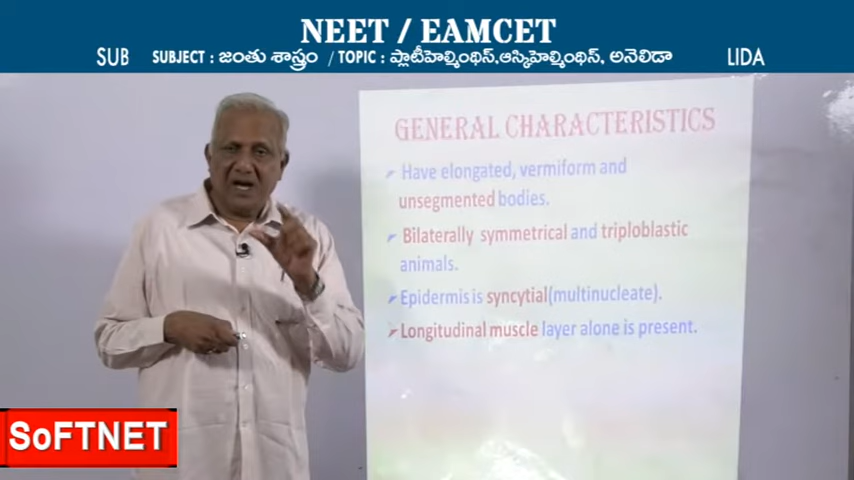 NEET / EAMCET
SUB SUBJECT : జంతు శాస్త్రం / TOPIC : ప్లాటీహెల్మింథిస్,ఆస్కిహెల్మింథిస్, అనెలిడా LIDA
GENERAL CHARACTERISTICS
Have elongated, vermiform and
unsegmented bodies.
Bilaterally symmetrical and triploblastic
animals.
Epidermis is syncytial(multinucleate).
Longitudinal muscle layer alone is present.
SoFTNET